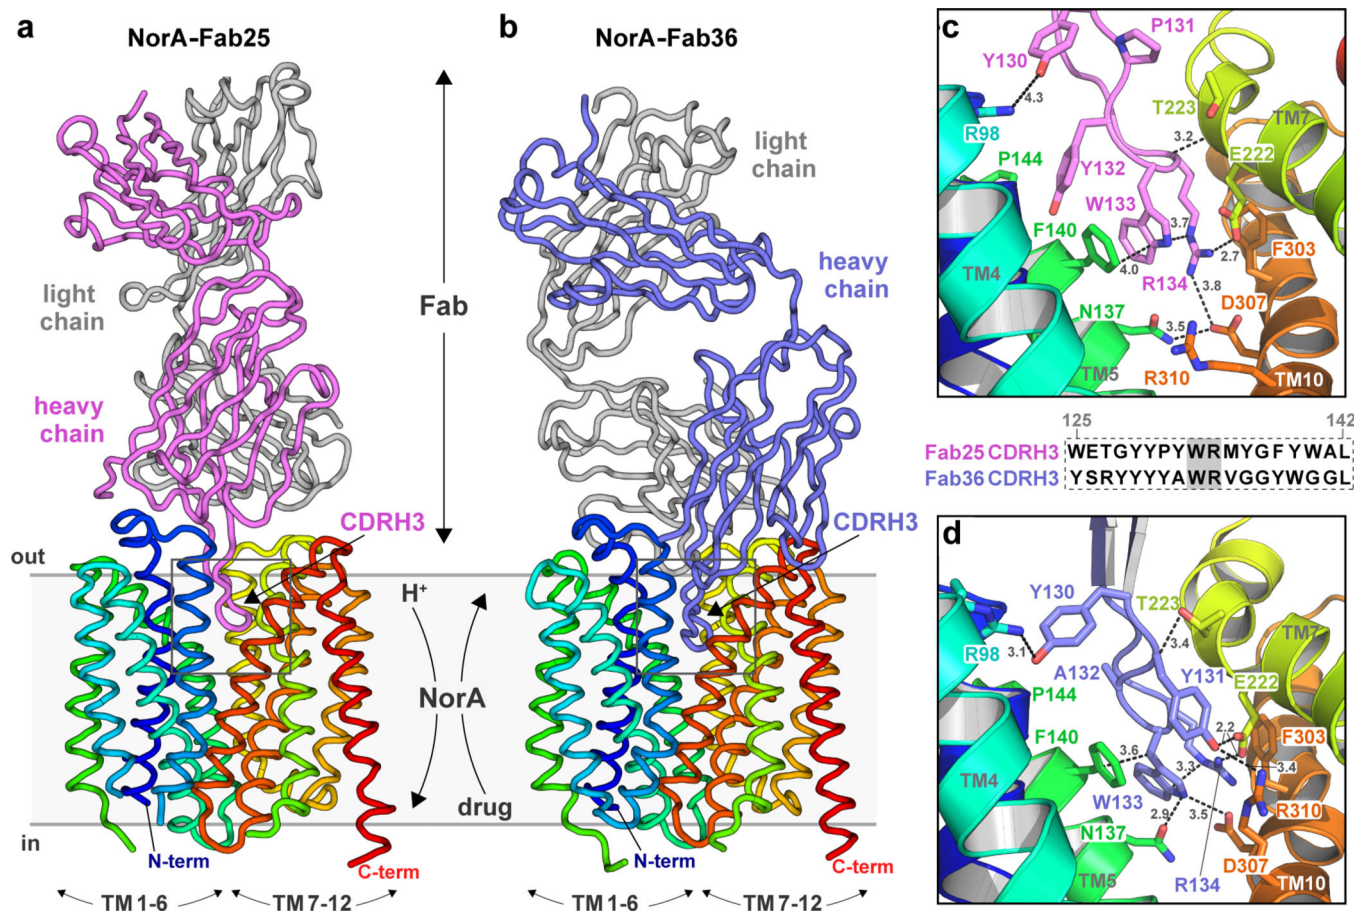 a
NorA-Fab25
light
chain
heavy
chain
CDRH3
Fab
out
in
H+
NorA
drug
N-term
C-term
TM 1-6
TM 7-12
b
NorA-Fab36
light
chain
heavy
chain
CDRH3
N-term
C-term
TM 1-6
TM 7-12
c
P131
Y130
4.3
R98
T223
TM7
3.2
E222
P144
Y132
W133
3.7
F140
4.0
2.7
F303
TM4
R134
3.8
D307
N137
3.5
TM5
R310
TM10
125
142
Fab25 CDRH3 WETGYYPYWRMYGFYWAL
Fab36 CDRH3 YSRYYYYAWRVGGYWGGL
d
Y130
T223
TM7
R98
3.1
3.4
A132
Y131
E222
P144
2.2
F303
F140
3.6
3.3
3.4
TM4
W133
R310
2.9
3.5
N137
D307
TM5
R134
TM10